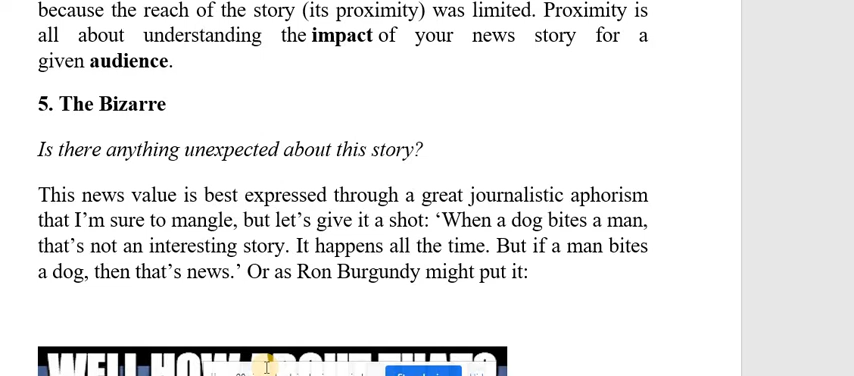 because the reach of the story (its proximity) was limited. Proximity is
all about understanding the impact of your news story for a
given audience.
5. The Bizarre
Is there anything unexpected about this story?
This news value is best expressed through a great journalistic aphorism
that I’m sure to mangle, but let’s give it a shot: ‘When a dog bites a man,
that’s not an interesting story. It happens all the time. But if a man bites
a dog, then that’s news.’ Or as Ron Burgundy might put it:
WELL HOW ABOUT THAT?